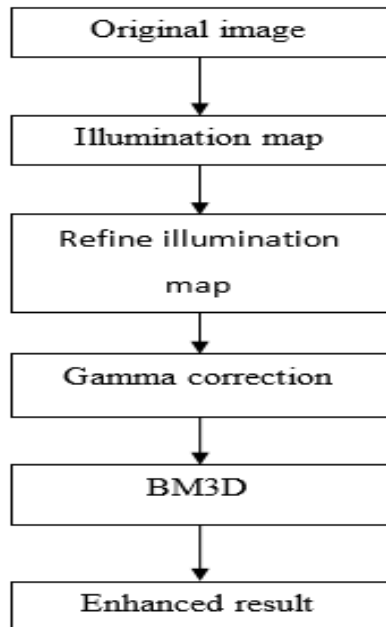 Original image
Illumination map
Refine illumination
map
Gamma correction
BM3D
Enhanced result